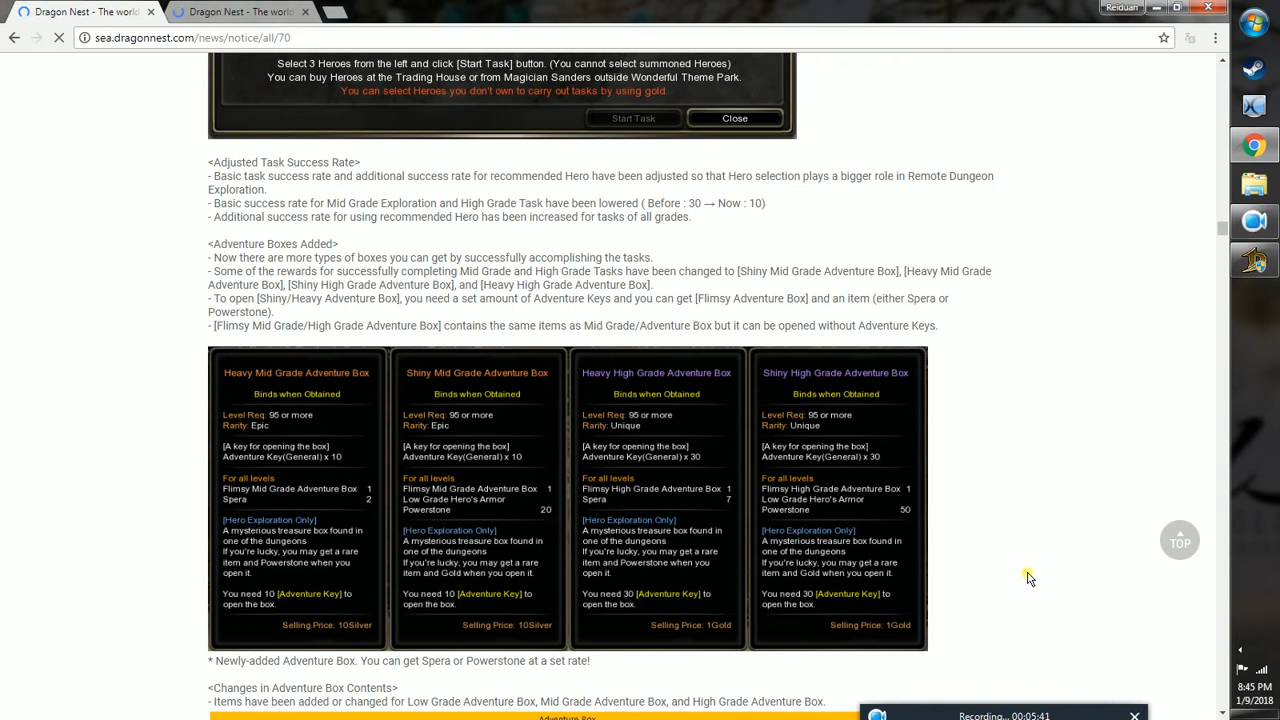 Dragon Nest - The world
Dragon Nest - The world
Reiduan
sea.dragonnest.com/news/notice/all/70
Select 3 Heroes from the left and click [Start Task] button. (You cannot select summoned Heroes)
You can buy Heroes at the Trading House or from Magician Sanders outside Wonderful Theme Park.
You can select Heroes you don't own to carry out tasks by using gold.
Start Task
Close
<Adjusted Task Success Rate>
- Basic task success rate and additional success rate for recommended Hero have been adjusted so that Hero selection plays a bigger role in Remote Dungeon
Exploration.
- Basic success rate for Mid Grade Exploration and High Grade Task have been lowered ( Before : 30 → Now : 10)
- Additional success rate for using recommended Hero has been increased for tasks of all grades.
<Adventure Boxes Added>
- Now there are more types of boxes you can get by successfully accomplishing the tasks.
- Some of the rewards for successfully completing Mid Grade and High Grade Tasks have been changed to [Shiny Mid Grade Adventure Box], [Heavy Mid Grade
Adventure Box], [Shiny High Grade Adventure Box], and [Heavy High Grade Adventure Box].
- To open [Shiny/Heavy Adventure Box], you need a set amount of Adventure Keys and you can get [Flimsy Adventure Box] and an item (either Spera or
Powerstone).
- [Flimsy Mid Grade/High Grade Adventure Box] contains the same items as Mid Grade/Adventure Box but it can be opened without Adventure Keys.
Heavy Mid Grade Adventure Box
Binds when Obtained
Level Req: 95 or more
Rarity: Epic
[A key for opening the box]
Adventure Key(General) x 10
For all levels
Flimsy Mid Grade Adventure Box 1
Spera 2
[Hero Exploration Only]
A mysterious treasure box found in
one of the dungeons
If you're lucky, you may get a rare
item and Powerstone when you
open it.
You need 10 [Adventure Key] to
open the box.
Selling Price: 10Silver
Shiny Mid Grade Adventure Box
Binds when Obtained
Level Req: 95 or more
Rarity: Epic
[A key for opening the box]
Adventure Key(General) x 10
For all levels
Flimsy Mid Grade Adventure Box 1
Low Grade Hero's Armor
Powerstone 20
[Hero Exploration Only]
A mysterious treasure box found in
one of the dungeons
If you're lucky, you may get a rare
item and Gold when you open it.
You need 10 [Adventure Key] to
open the box.
Selling Price: 10Silver
Heavy High Grade Adventure Box
Binds when Obtained
Level Req: 95 or more
Rarity: Unique
[A key for opening the box]
Adventure Key(General) x 30
For all levels
Flimsy High Grade Adventure Box 1
Spera 7
[Hero Exploration Only]
A mysterious treasure box found in
one of the dungeons
If you're lucky, you may get a rare
item and Powerstone when you
open it.
You need 30 [Adventure Key] to
open the box.
Selling Price: 1Gold
Shiny High Grade Adventure Box
Binds when Obtained
Level Req: 95 or more
Rarity: Unique
[A key for opening the box]
Adventure Key(General) x 30
For all levels
Flimsy High Grade Adventure Box 1
Low Grade Hero's Armor
Powerstone 50
[Hero Exploration Only]
A mysterious treasure box found in
one of the dungeons
If you're lucky, you may get a rare
item and Gold when you open it.
You need 30 [Adventure Key] to
open the box.
Selling Price: 1Gold
TOP
* Newly-added Adventure Box. You can get Spera or Powerstone at a set rate!
<Changes in Adventure Box Contents>
- Items have been added or changed for Low Grade Adventure Box, Mid Grade Adventure Box, and High Grade Adventure Box.
Adventure Box
Recording... 00:05:41
8:45 PM
1/9/2018